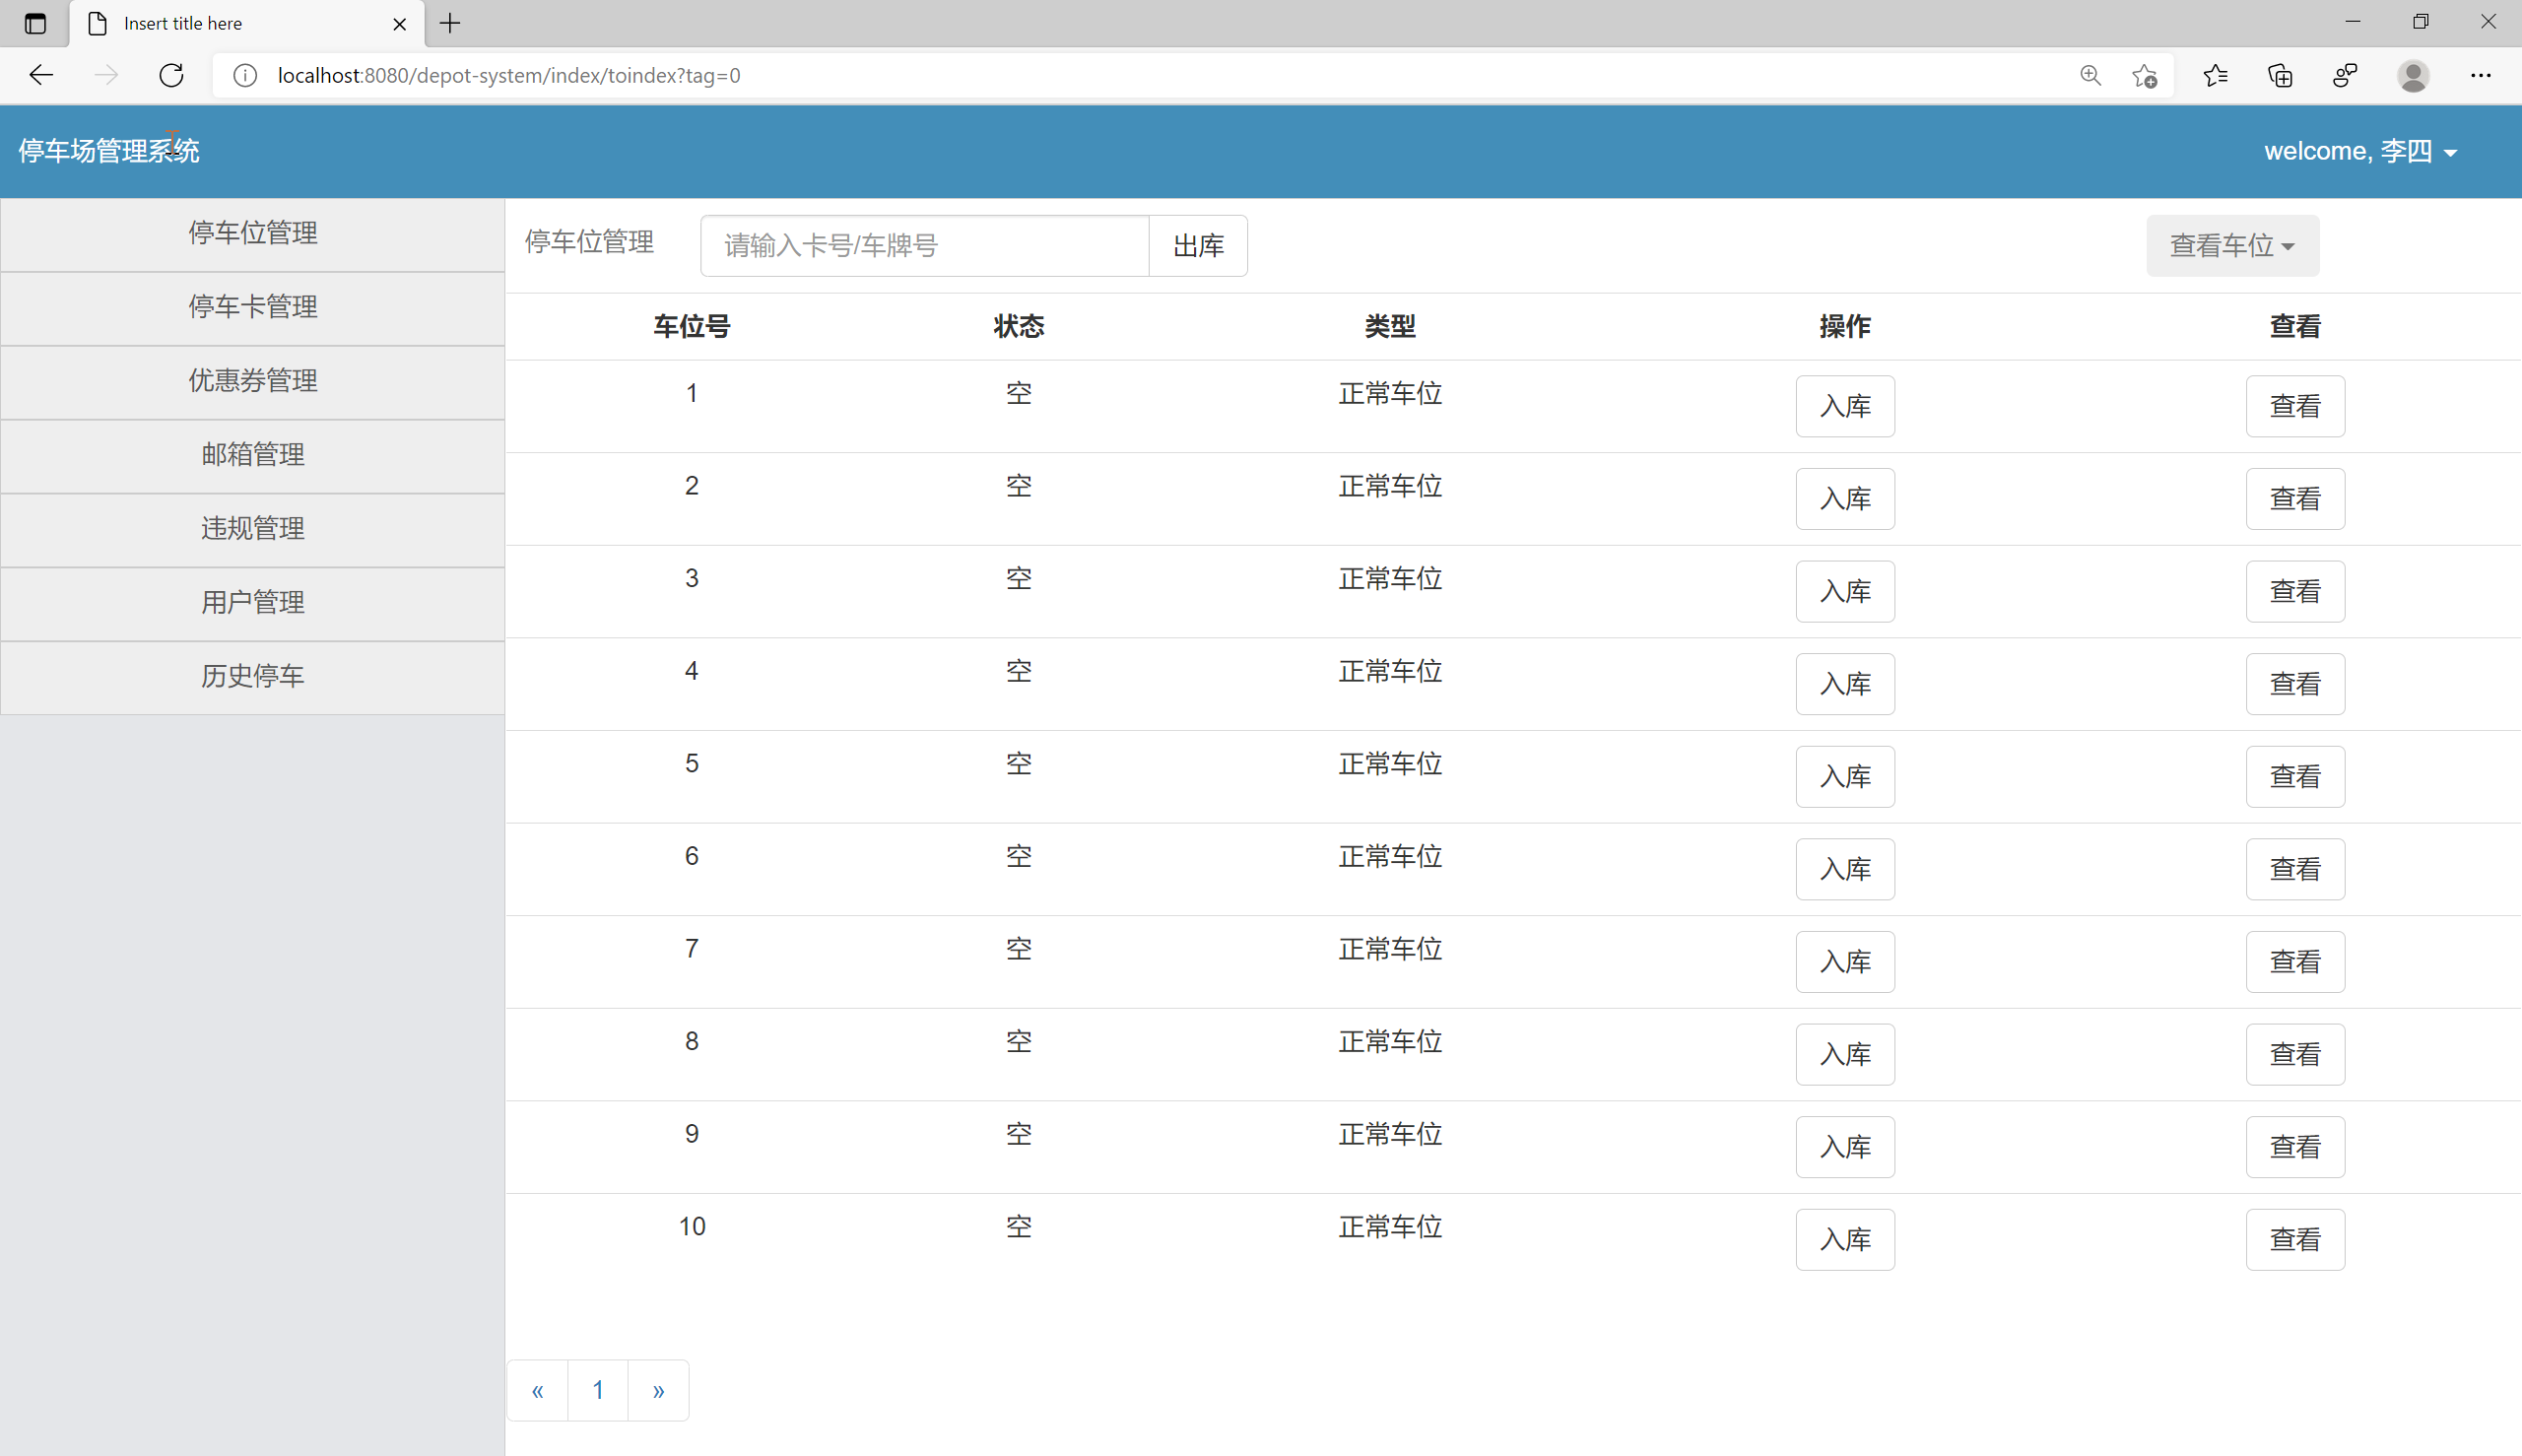 Insert title here
localhost:8080/depot-system/index/toindex?tag=0
停车场管理系统
welcome, 李四
停车位管理
停车卡管理
优惠券管理
邮箱管理
违规管理
用户管理
历史停车
停车位管理 请输入卡号/车牌号 出库 查看车位
车位号 状态 类型 操作 查看
1 空 正常车位 入库 查看
2 空 正常车位 入库 查看
3 空 正常车位 入库 查看
4 空 正常车位 入库 查看
5 空 正常车位 入库 查看
6 空 正常车位 入库 查看
7 空 正常车位 入库 查看
8 空 正常车位 入库 查看
9 空 正常车位 入库 查看
10 空 正常车位 入库 查看
« 1 »